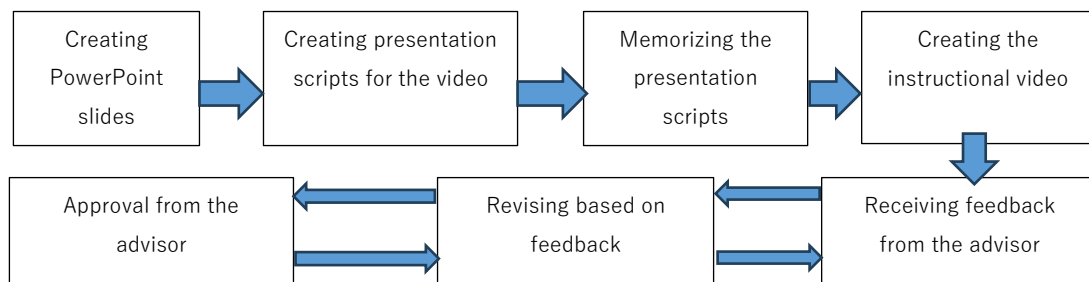 Creating
PowerPoint
slides
Creating presentation
scripts for the video
Memorizing the
presentation
scripts
Creating the
instructional video
Approval from the
advisor
Revising based on
feedback
Receiving feedback
from the advisor